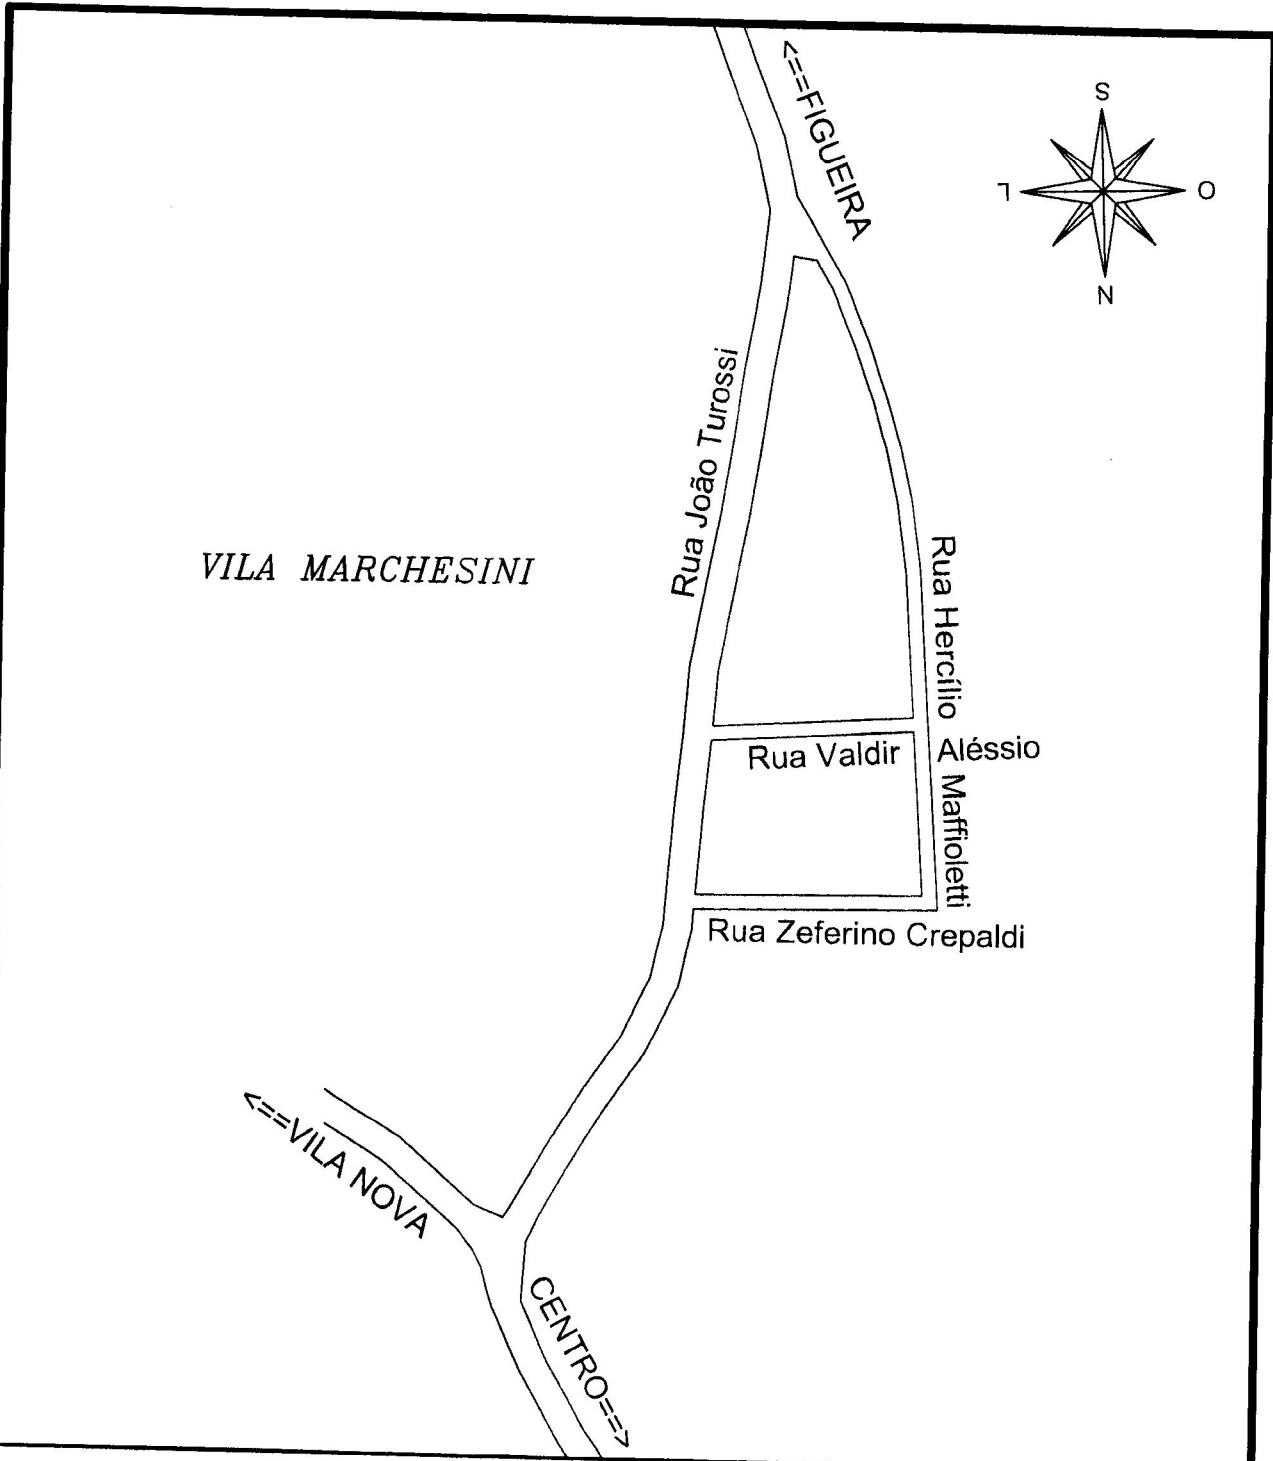 <==FIGUEIRA
S
L
O
N
Rua João Turossi
VILA MARCHESINI
Rua Hercílio Maffioletti
Rua Valdir Aléssio
Rua Zeferino Crepaldi
<==VILA NOVA
CENTRO==>